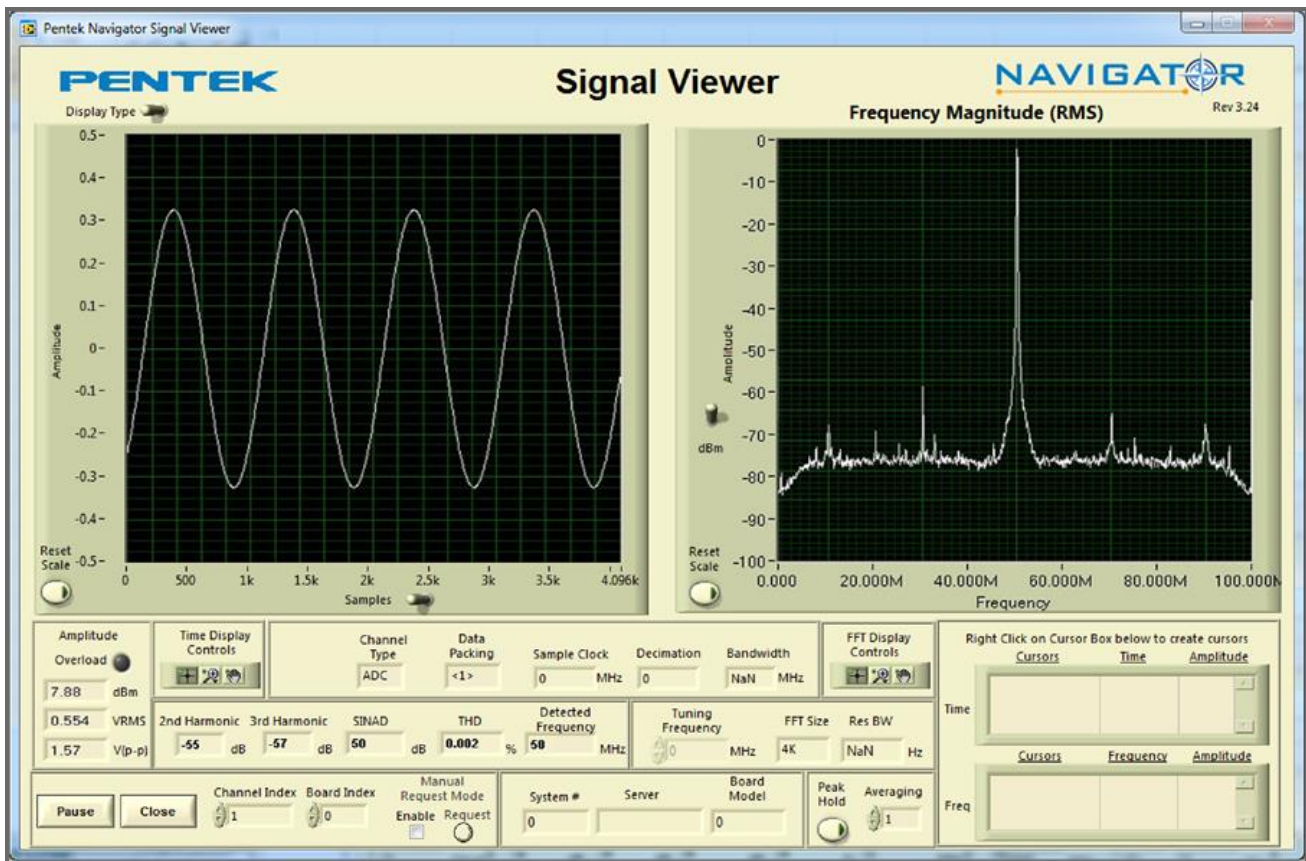 Pentek Navigator Signal Viewer
PENTEK
Signal Viewer
NAVIGATOR
Rev 3.24
Display Type
Frequency Magnitude (RMS)
0.5
0.4
0.3
0.2
0.1
0
-0.1
-0.2
-0.3
-0.4
-0.5
Amplitude
Reset
Scale
0 500 1k 1.5k 2k 2.5k 3k 3.5k 4.096k
Samples
0
-10
-20
-30
-40
-50
-60
-70
-80
-90
-100
Amplitude
dBm
Reset
Scale
0.000 20.000M 40.000M 60.000M 80.000M 100.000M
Frequency
Amplitude
Overload
7.88 dBm
0.554 VRMS
1.57 V(p-p)
Time Display
Controls
Channel
Type
ADC
Data
Packing
<1>
Sample Clock
0 MHz
Decimation
0
Bandwidth
NaN MHz
FFT Display
Controls
2nd Harmonic
-55 dB
3rd Harmonic
-57 dB
SINAD
50 dB
THD
0.002 %
Detected
Frequency
50 MHz
Tuning
Frequency
0 MHz
FFT Size
4K
Res BW
NaN Hz
Pause
Close
Channel Index
1
Board Index
0
Manual
Request Mode
Enable Request
System #
0
Server
Board
Model
0
Peak
Hold
Averaging
1
Right Click on Cursor Box below to create cursors
Cursors Time Amplitude
Time
Cursors Frequency Amplitude
Freq